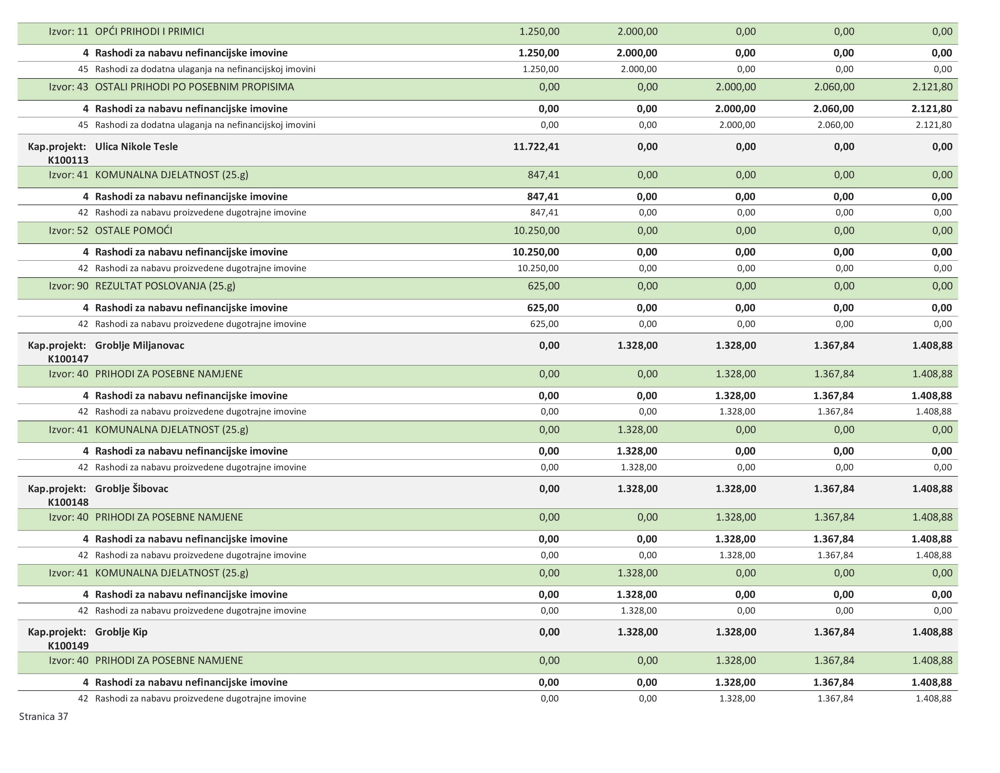 Izvor: 11 OPĆI PRIHODI I PRIMICI 1.250,00 2.000,00 0,00 0,00 0,00
4 Rashodi za nabavu nefinancijske imovine 1.250,00 2.000,00 0,00 0,00 0,00
45 Rashodi za dodatna ulaganja na nefinancijskoj imovini 1.250,00 2.000,00 0,00 0,00 0,00
Izvor: 43 OSTALI PRIHODI PO POSEBNIM PROPISIMA 0,00 0,00 2.000,00 2.060,00 2.121,80
4 Rashodi za nabavu nefinancijske imovine 0,00 0,00 2.000,00 2.060,00 2.121,80
45 Rashodi za dodatna ulaganja na nefinancijskoj imovini 0,00 0,00 2.000,00 2.060,00 2.121,80
Kap.projekt: Ulica Nikole Tesle 11.722,41 0,00 0,00 0,00 0,00
K100113
Izvor: 41 KOMUNALNA DJELATNOST (25.g) 847,41 0,00 0,00 0,00 0,00
4 Rashodi za nabavu nefinancijske imovine 847,41 0,00 0,00 0,00 0,00
42 Rashodi za nabavu proizvedene dugotrajne imovine 847,41 0,00 0,00 0,00 0,00
Izvor: 52 OSTALE POMOĆI 10.250,00 0,00 0,00 0,00 0,00
4 Rashodi za nabavu nefinancijske imovine 10.250,00 0,00 0,00 0,00 0,00
42 Rashodi za nabavu proizvedene dugotrajne imovine 10.250,00 0,00 0,00 0,00 0,00
Izvor: 90 REZULTAT POSLOVANJA (25.g) 625,00 0,00 0,00 0,00 0,00
4 Rashodi za nabavu nefinancijske imovine 625,00 0,00 0,00 0,00 0,00
42 Rashodi za nabavu proizvedene dugotrajne imovine 625,00 0,00 0,00 0,00 0,00
Kap.projekt: Groblje Miljanovac 0,00 1.328,00 1.328,00 1.367,84 1.408,88
K100147
Izvor: 40 PRIHODI ZA POSEBNE NAMJENE 0,00 0,00 1.328,00 1.367,84 1.408,88
4 Rashodi za nabavu nefinancijske imovine 0,00 0,00 1.328,00 1.367,84 1.408,88
42 Rashodi za nabavu proizvedene dugotrajne imovine 0,00 0,00 1.328,00 1.367,84 1.408,88
Izvor: 41 KOMUNALNA DJELATNOST (25.g) 0,00 1.328,00 0,00 0,00 0,00
4 Rashodi za nabavu nefinancijske imovine 0,00 1.328,00 0,00 0,00 0,00
42 Rashodi za nabavu proizvedene dugotrajne imovine 0,00 1.328,00 0,00 0,00 0,00
Kap.projekt: Groblje Šibovac 0,00 1.328,00 1.328,00 1.367,84 1.408,88
K100148
Izvor: 40 PRIHODI ZA POSEBNE NAMJENE 0,00 0,00 1.328,00 1.367,84 1.408,88
4 Rashodi za nabavu nefinancijske imovine 0,00 0,00 1.328,00 1.367,84 1.408,88
42 Rashodi za nabavu proizvedene dugotrajne imovine 0,00 0,00 1.328,00 1.367,84 1.408,88
Izvor: 41 KOMUNALNA DJELATNOST (25.g) 0,00 1.328,00 0,00 0,00 0,00
4 Rashodi za nabavu nefinancijske imovine 0,00 1.328,00 0,00 0,00 0,00
42 Rashodi za nabavu proizvedene dugotrajne imovine 0,00 1.328,00 0,00 0,00 0,00
Kap.projekt: Groblje Kip 0,00 1.328,00 1.328,00 1.367,84 1.408,88
K100149
Izvor: 40 PRIHODI ZA POSEBNE NAMJENE 0,00 0,00 1.328,00 1.367,84 1.408,88
4 Rashodi za nabavu nefinancijske imovine 0,00 0,00 1.328,00 1.367,84 1.408,88
42 Rashodi za nabavu proizvedene dugotrajne imovine 0,00 0,00 1.328,00 1.367,84 1.408,88
Stranica 37